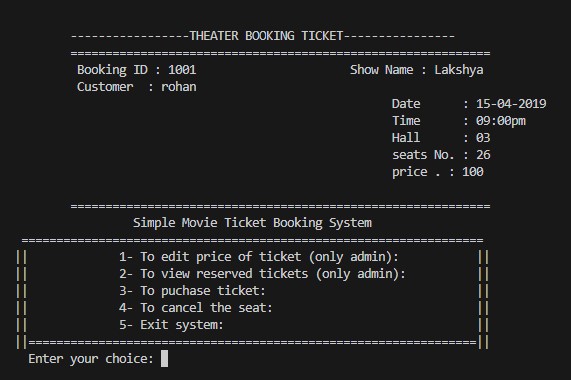 -----------------THEATER BOOKING TICKET----------------
============================================================
Booking ID : 1001 Show Name : Lakshya
Customer : rohan
Date : 15-04-2019
Time : 09:00pm
Hall : 03
seats No. : 26
price . : 100
============================================================
Simple Movie Ticket Booking System
==================================================================
|| 1- To edit price of ticket (only admin): ||
|| 2- To view reserved tickets (only admin): ||
|| 3- To puchase ticket: ||
|| 4- To cancel the seat: ||
|| 5- Exit system: ||
||================================================================||
Enter your choice: